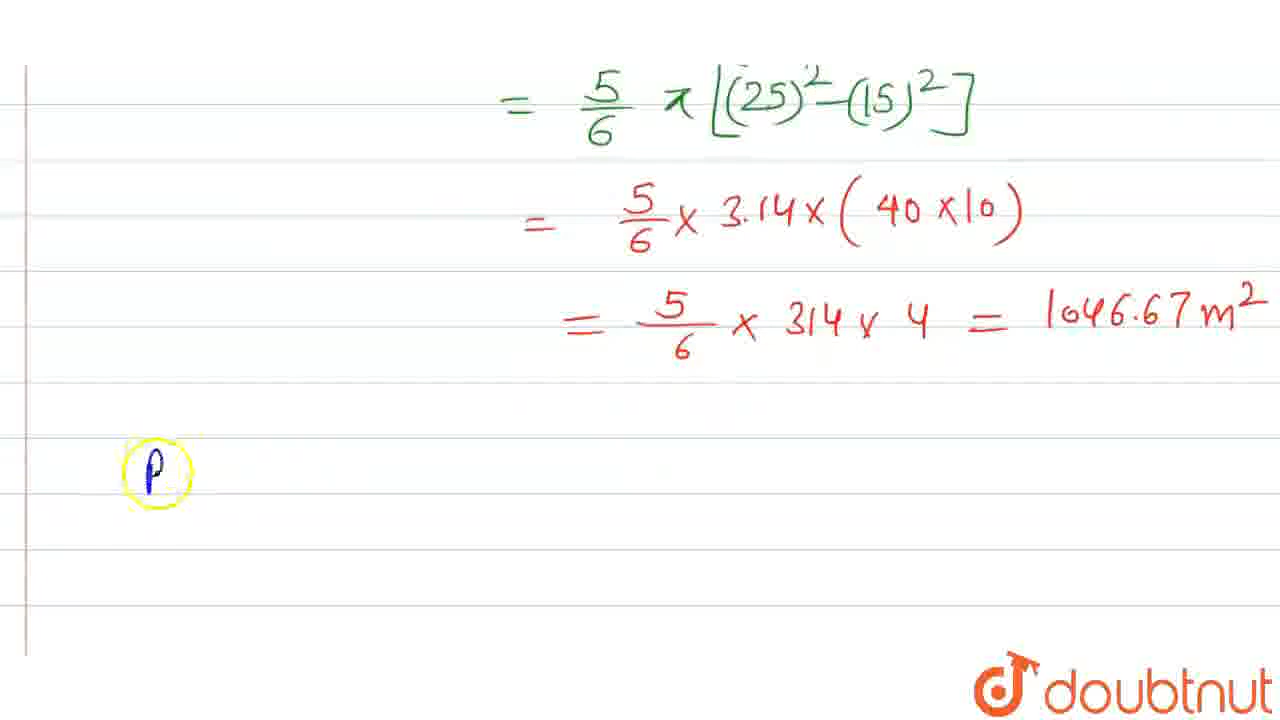 = 5/6 π [(25)² - (15)²]
= 5/6 × 3.14 × (40 × 10)
= 5/6 × 314 × 4 = 1046.67 m²
P
doubtnut